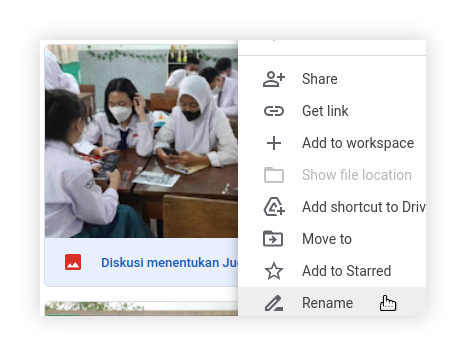 Share
Get link
Add to workspace
Show file location
Add shortcut to Driv
Move to
Add to Starred
Diskusi menentukan Ju
Rename